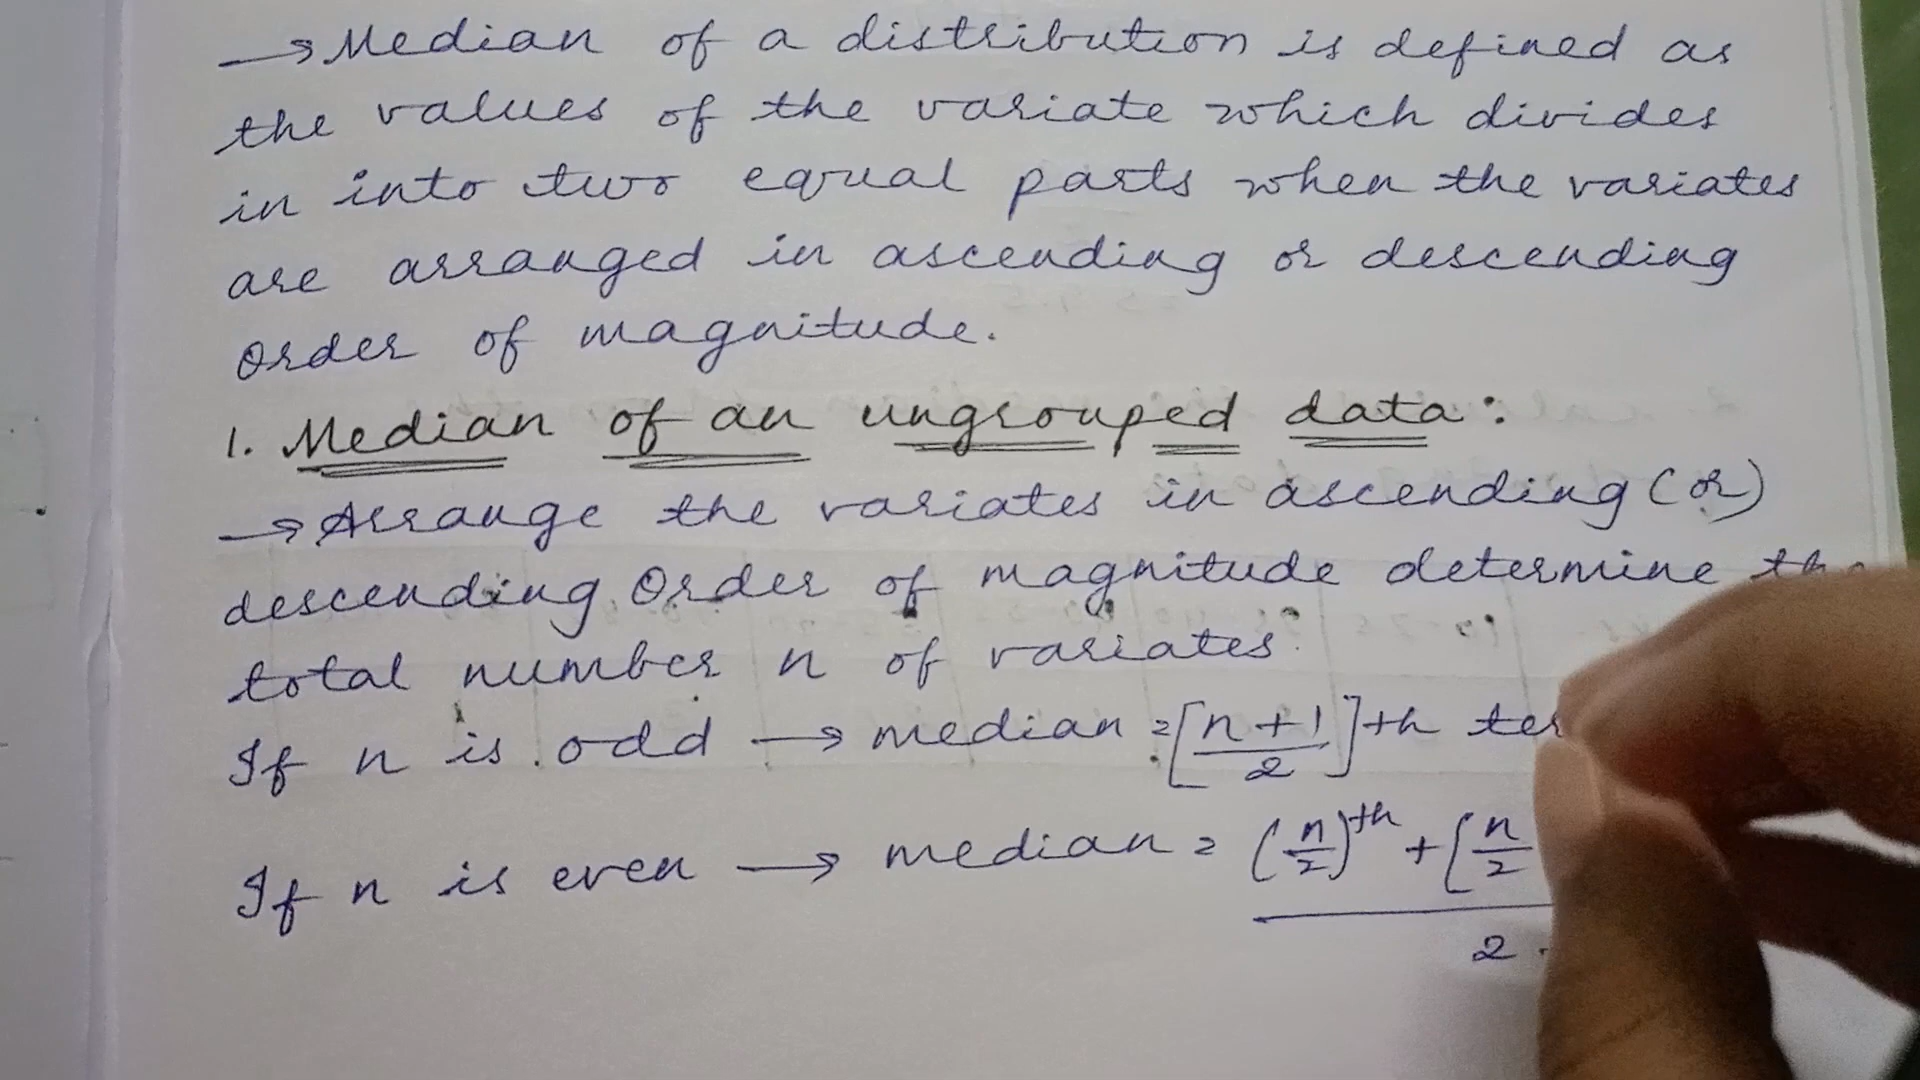 → Median of a distribution is defined as
the values of the variate which divides
in into two equal parts when the variates
are arranged in ascending or descending
order of magnitude.
1. Median of an ungrouped data:
→ Arrange the variates in ascending (or)
descending order of magnitude determine
total number n of variates.
If n is odd → median = [n+1/2]th
If n is even → median = (n/2)th + [n/2
2